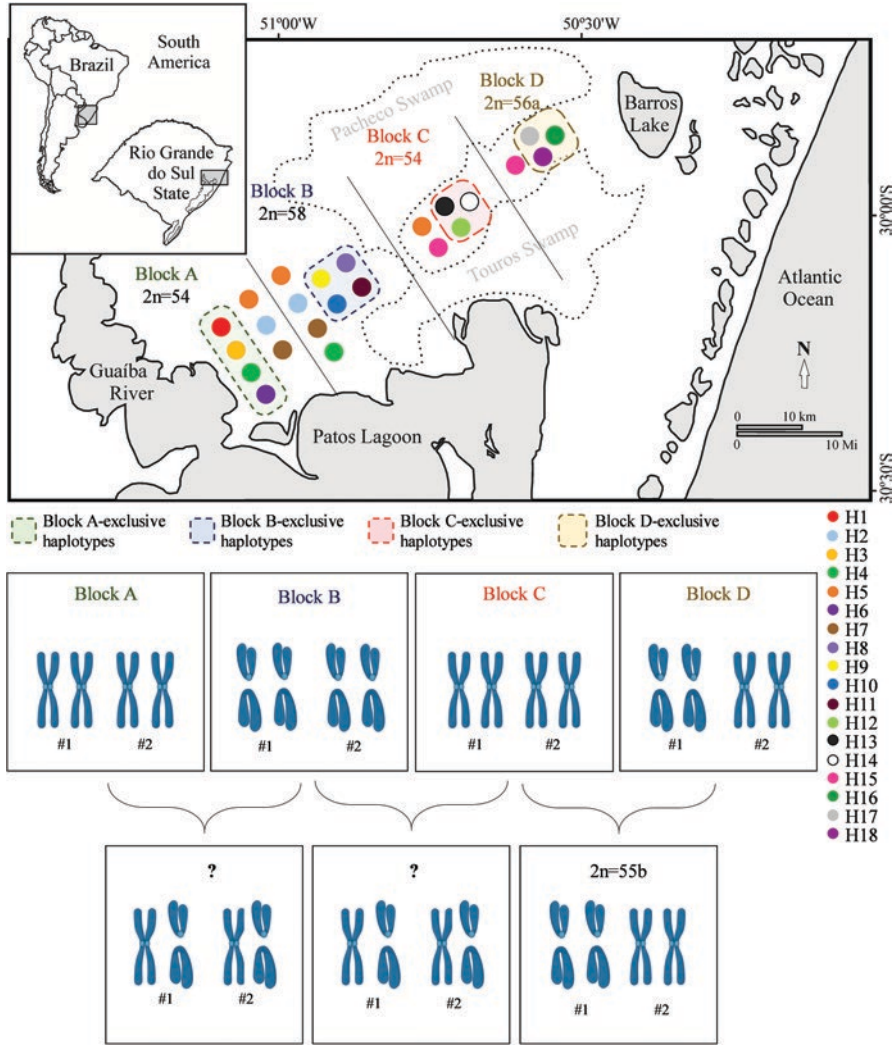 51°00'W
50°30'W
South
America
Brazil
Rio Grande
do Sul
State
Pacheco Swamp
Block D
2n=56a
Barros
Lake
Block C
2n=54
Block B
2n=58
30°00'S
Touros Swamp
Block A
2n=54
Atlantic
Ocean
Guaíba
River
N
Patos Lagoon
0 10 km
0 10 Mi
30°30'S
Block A-exclusive
haplotypes
Block B-exclusive
haplotypes
Block C-exclusive
haplotypes
Block D-exclusive
haplotypes
H1
H2
H3
H4
H5
H6
H7
H8
H9
H10
H11
H12
H13
H14
H15
H16
H17
H18
Block A
#1 #2
Block B
#1 #2
Block C
#1 #2
Block D
#1 #2
?
#1 #2
?
#1 #2
2n=55b
#1 #2